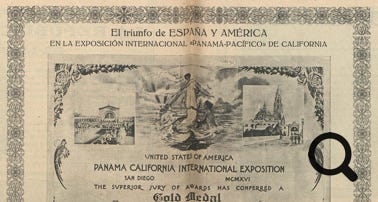 El triunfo de ESPAÑA Y AMÉRICA
EN LA EXPOSICIÓN INTERNACIONAL «PANAMÁ-PACÍFICO» DE CALIFORNIA
UNITED STATES OF AMERICA
PANAMA CALIFORNIA INTERNATIONAL EXPOSITION
SAN DIEGO MCMXVI
THE SUPERIOR JURY OF AWARDS HAS CONFERRED A
Gold Medal